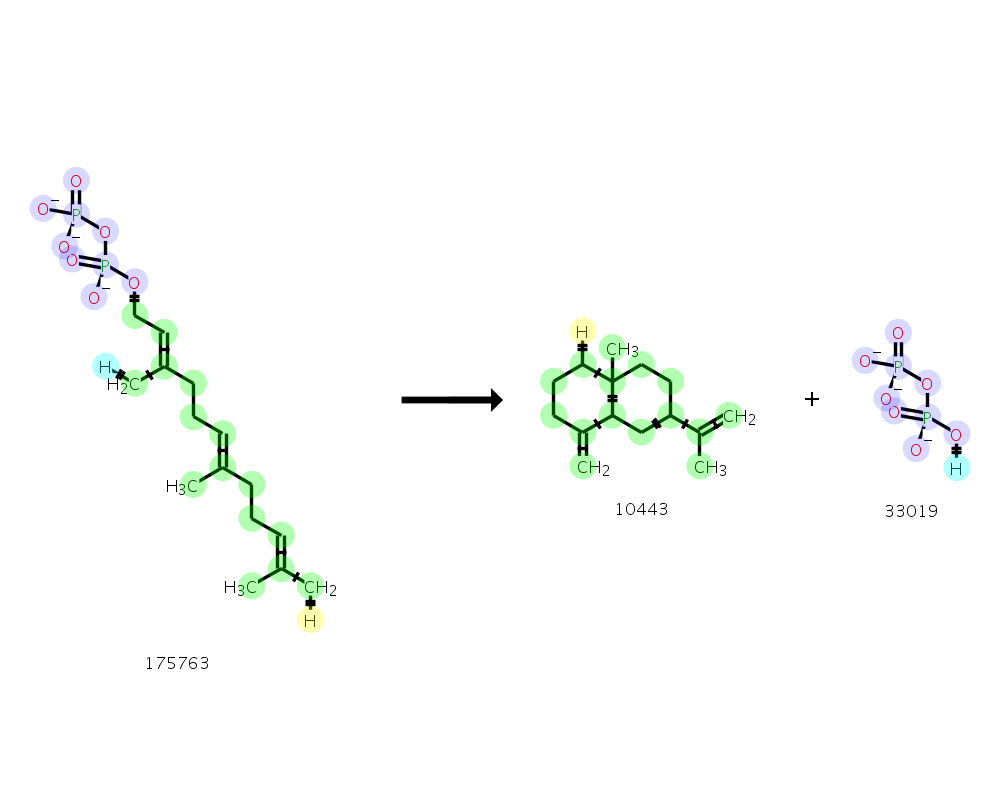 O
O−
P
O
O−
O
P
O
O−
H
H₂C
H₃C
H₃C
CH₂
H
175763
H
CH₃
CH₂
CH₂
CH₃
10443
+
O
O−
P
O
O−
O
P
O
O−
H
33019